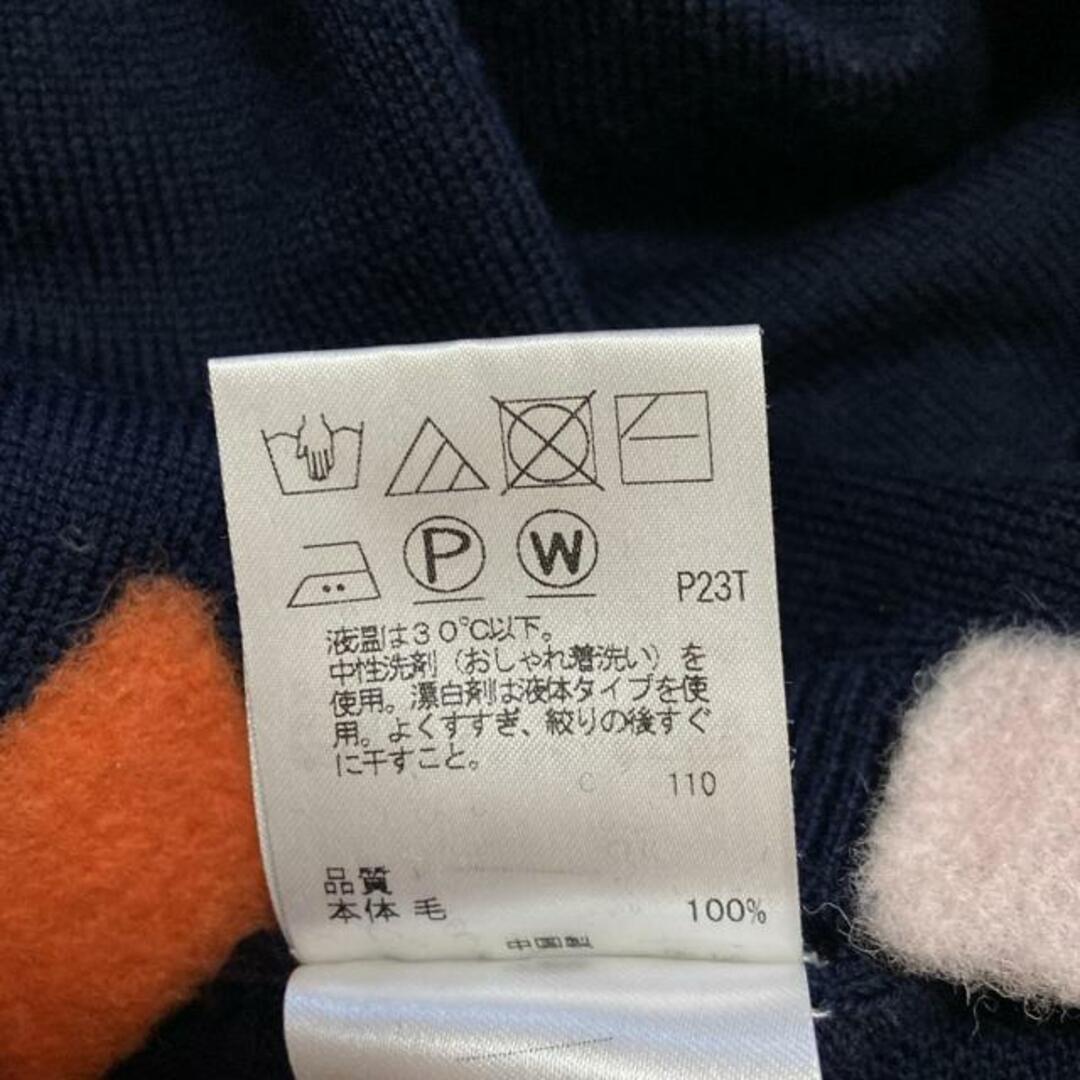 P W P23T
液温は30℃以下。
中性洗剤（おしゃれ着洗い）を
使用。漂白剤は液体タイプを使
用。よくすすぎ、絞りの後すぐ
に干すこと。
C 110
品質
本体 毛 100%
中国製